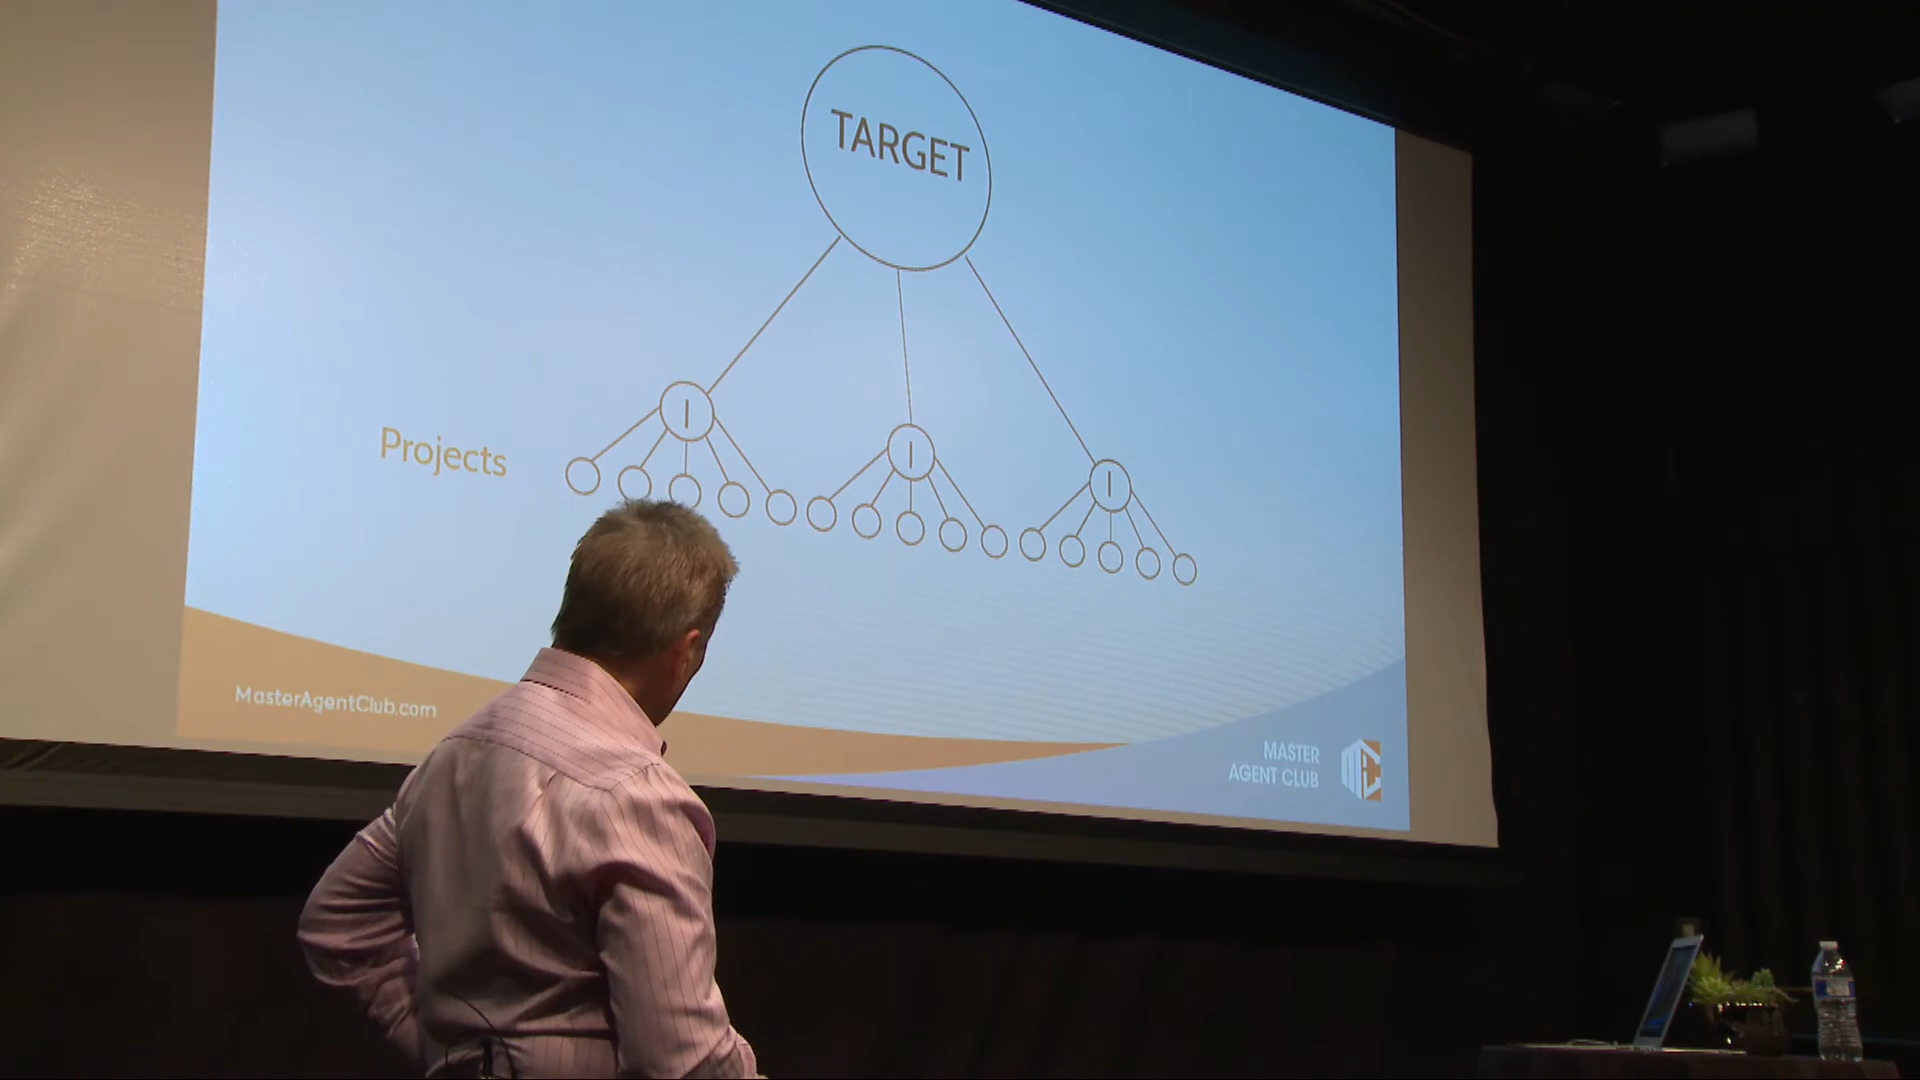 TARGET
I
I
I
Projects
MasterAgentClub.com
MASTER
AGENT CLUB